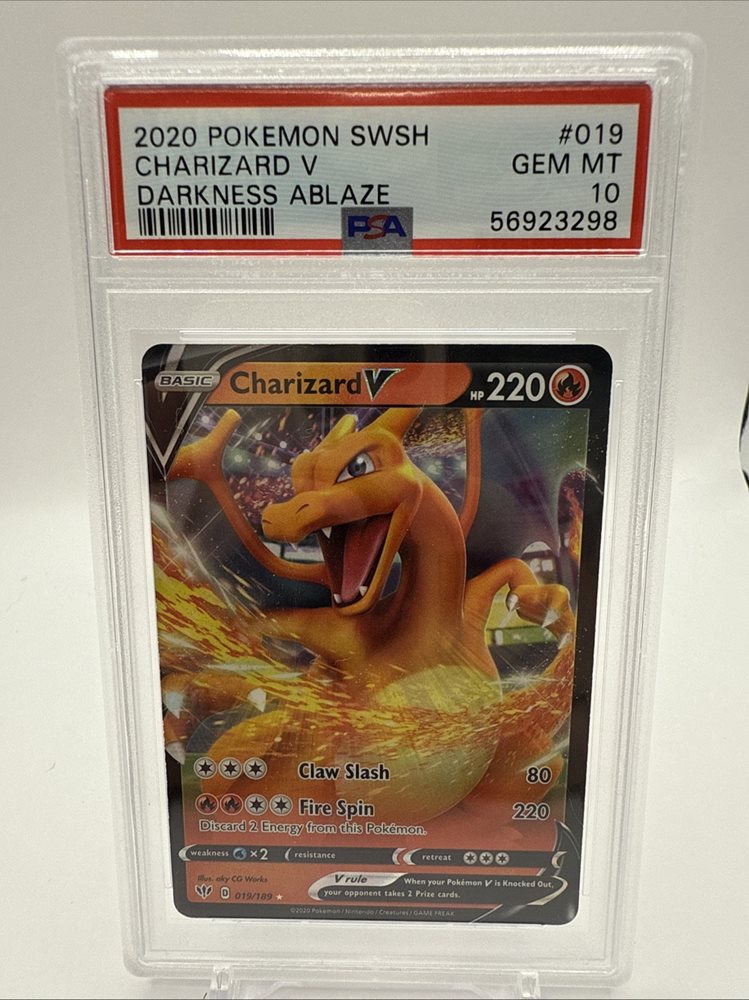 2020 POKEMON SWSH #019
CHARIZARD V GEM MT
DARKNESS ABLAZE 10
PSA 56923298
BASIC Charizard V HP 220
Claw Slash 80
Fire Spin 220
Discard 2 Energy from this Pokémon.
weakness ×2 resistance retreat
Illus. aky CG Works
V rule When your Pokémon V is Knocked Out,
your opponent takes 2 Prize cards.
D 019/189 ★
©2020 Pokémon / Nintendo / Creatures / GAME FREAK